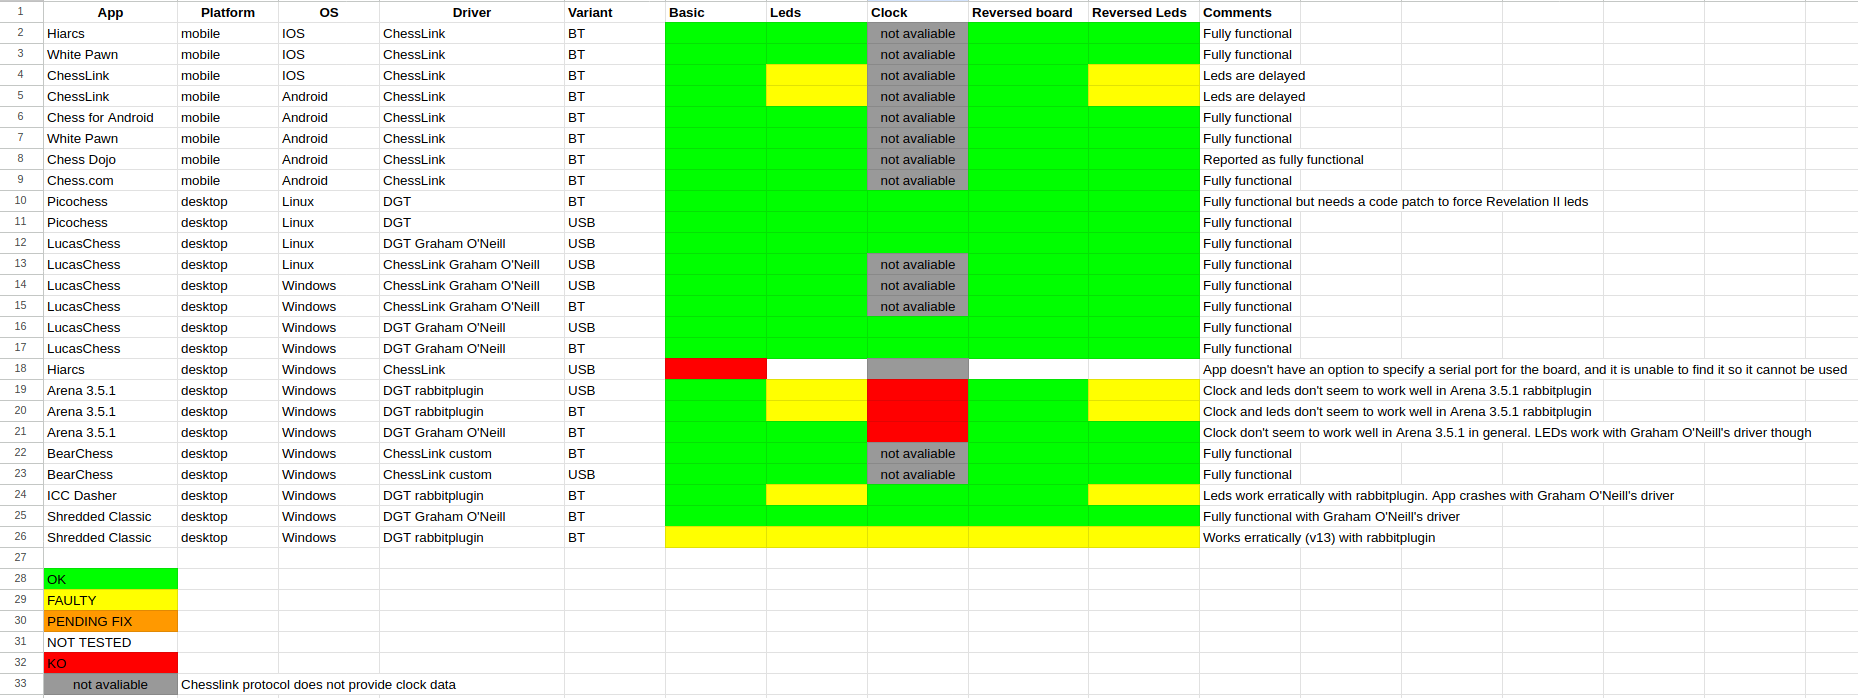 1 App Platform OS Driver Variant Basic Leds Clock Reversed board Reversed Leds Comments
2 Hiarcs mobile IOS ChessLink BT not avaliable Fully functional
3 White Pawn mobile IOS ChessLink BT not avaliable Fully functional
4 ChessLink mobile IOS ChessLink BT not avaliable Leds are delayed
5 ChessLink mobile Android ChessLink BT not avaliable Leds are delayed
6 Chess for Android mobile Android ChessLink BT not avaliable Fully functional
7 White Pawn mobile Android ChessLink BT not avaliable Fully functional
8 Chess Dojo mobile Android ChessLink BT not avaliable Reported as fully functional
9 Chess.com mobile Android ChessLink BT not avaliable Fully functional
10 Picochess desktop Linux DGT BT Fully functional but needs a code patch to force Revelation II leds
11 Picochess desktop Linux DGT USB Fully functional
12 LucasChess desktop Linux DGT Graham O'Neill USB Fully functional
13 LucasChess desktop Linux ChessLink Graham O'Neill USB not avaliable Fully functional
14 LucasChess desktop Windows ChessLink Graham O'Neill USB not avaliable Fully functional
15 LucasChess desktop Windows ChessLink Graham O'Neill BT not avaliable Fully functional
16 LucasChess desktop Windows DGT Graham O'Neill USB Fully functional
17 LucasChess desktop Windows DGT Graham O'Neill BT Fully functional
18 Hiarcs desktop Windows ChessLink USB App doesn't have an option to specify a serial port for the board, and it is unable to find it so it cannot be used
19 Arena 3.5.1 desktop Windows DGT rabbitplugin USB Clock and leds don't seem to work well in Arena 3.5.1 rabbitplugin
20 Arena 3.5.1 desktop Windows DGT rabbitplugin BT Clock and leds don't seem to work well in Arena 3.5.1 rabbitplugin
21 Arena 3.5.1 desktop Windows DGT Graham O'Neill BT Clock don't seem to work well in Arena 3.5.1 in general. LEDs work with Graham O'Neill's driver though
22 BearChess desktop Windows ChessLink custom BT not avaliable Fully functional
23 BearChess desktop Windows ChessLink custom USB not avaliable Fully functional
24 ICC Dasher desktop Windows DGT rabbitplugin BT Leds work erratically with rabbitplugin. App crashes with Graham O'Neill's driver
25 Shredded Classic desktop Windows DGT Graham O'Neill BT Fully functional with Graham O'Neill's driver
26 Shredded Classic desktop Windows DGT rabbitplugin BT Works erratically (v13) with rabbitplugin
27
28 OK
29 FAULTY
30 PENDING FIX
31 NOT TESTED
32 KO
33 not avaliable Chesslink protocol does not provide clock data